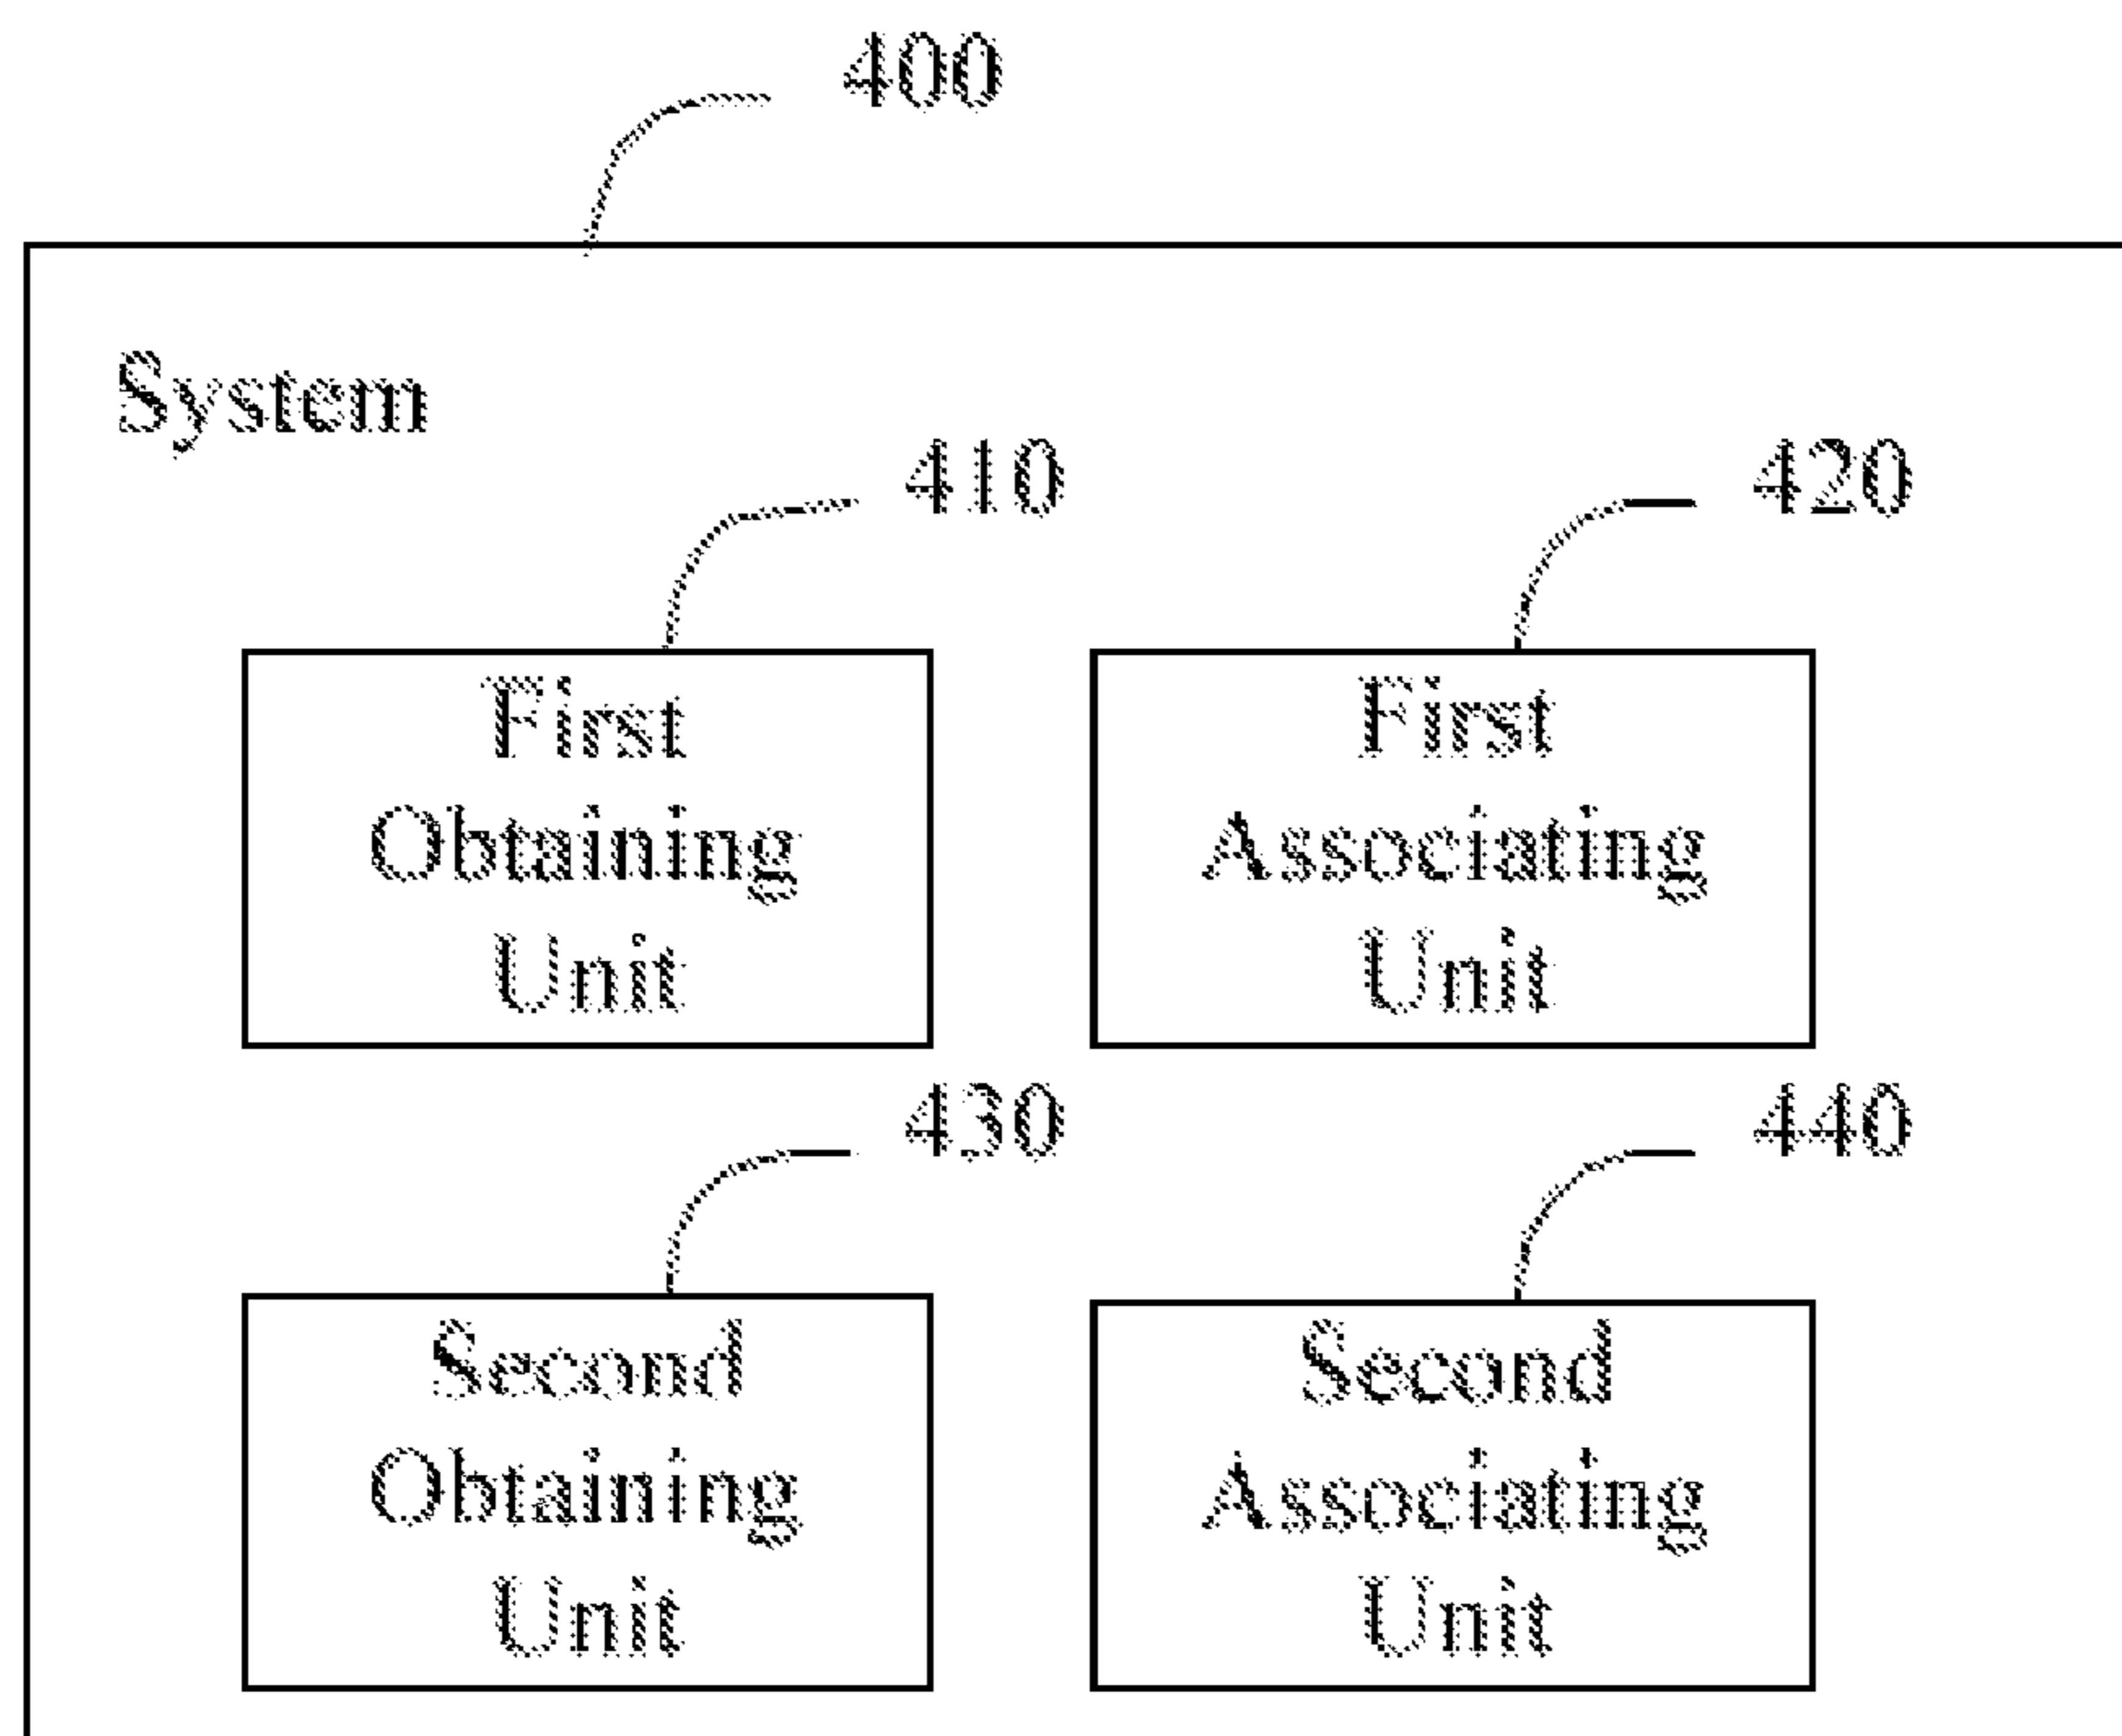 400
System
410
420
First
Obtaining
Unit
First
Associating
Unit
430
440
Second
Obtaining
Unit
Second
Associating
Unit